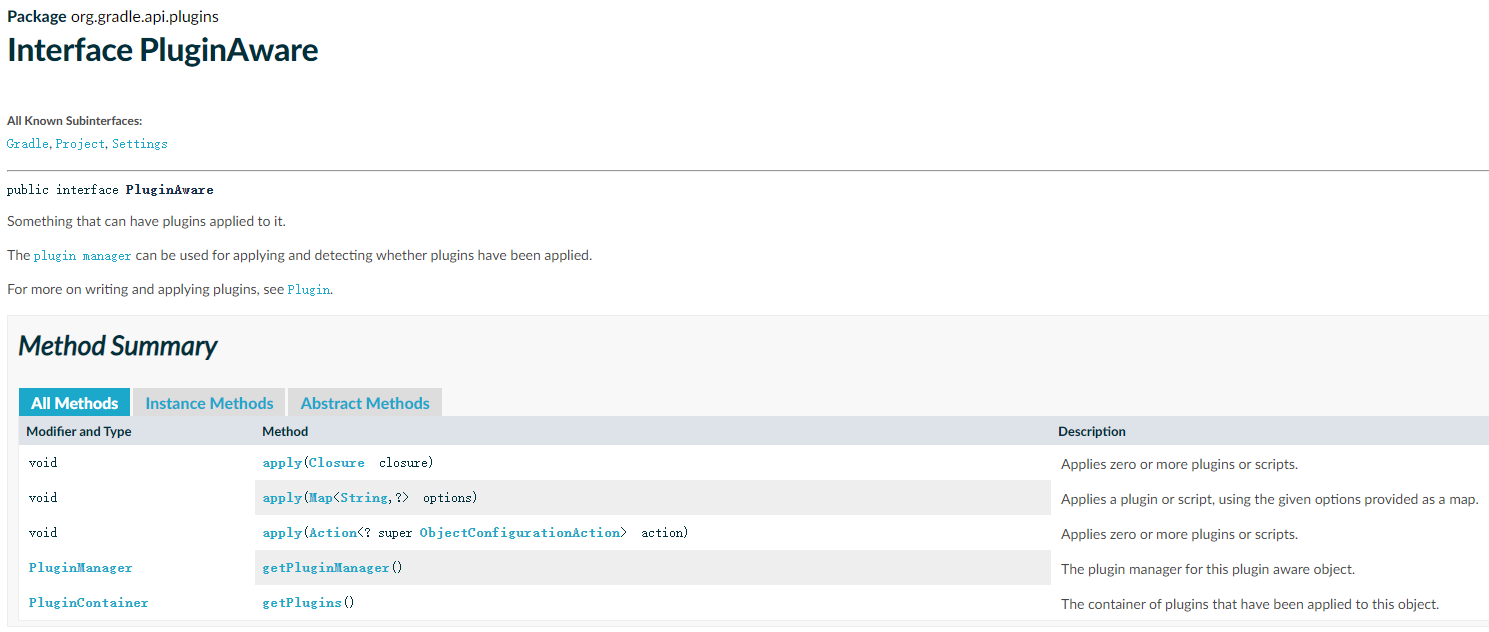 Package org.gradle.api.plugins
Interface PluginAware
All Known Subinterfaces:
Gradle, Project, Settings
public interface PluginAware
Something that can have plugins applied to it.
The plugin manager can be used for applying and detecting whether plugins have been applied.
For more on writing and applying plugins, see Plugin.
Method Summary
All Methods Instance Methods Abstract Methods
Modifier and Type Method Description
void apply(Closure closure) Applies zero or more plugins or scripts.
void apply(Map<String,?> options) Applies a plugin or script, using the given options provided as a map.
void apply(Action<? super ObjectConfigurationAction> action) Applies zero or more plugins or scripts.
PluginManager getPluginManager() The plugin manager for this plugin aware object.
PluginContainer getPlugins() The container of plugins that have been applied to this object.